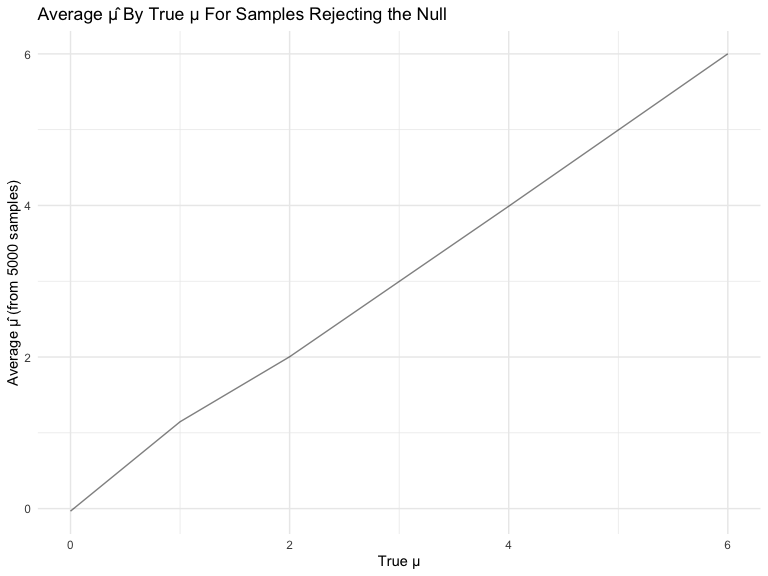 Average μ̂ By True μ For Samples Rejecting the Null
6
4
2
0
Average μ̂ (from 5000 samples)
0 2 4 6
True μ